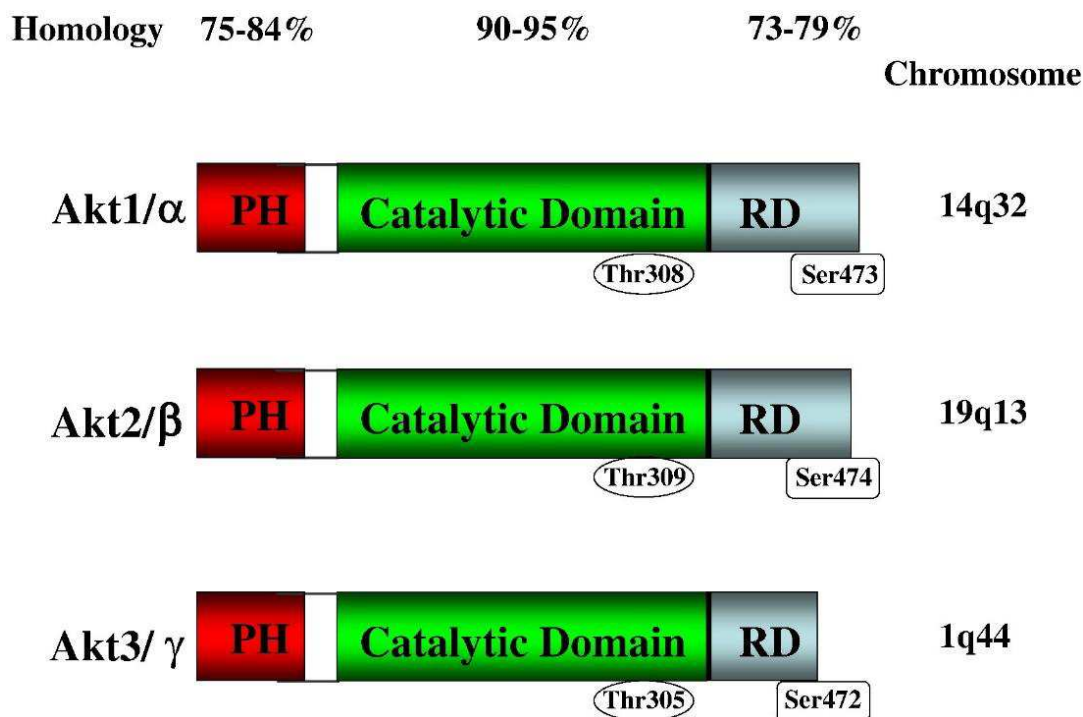 Homology 75-84% 90-95% 73-79%
Chromosome
Akt1/α PH Catalytic Domain RD 14q32
Thr308 Ser473
Akt2/β PH Catalytic Domain RD 19q13
Thr309 Ser474
Akt3/ γ PH Catalytic Domain RD 1q44
Thr305 Ser472